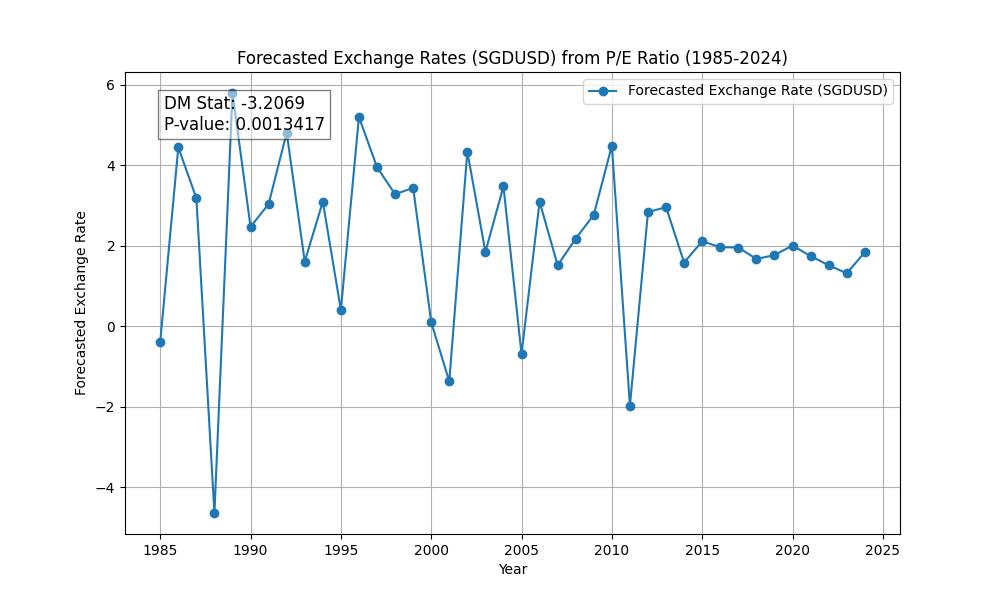 Forecasted Exchange Rates (SGDUSD) from P/E Ratio (1985-2024)
DM Stat: -3.2069
P-value: 0.0013417
Forecasted Exchange Rate (SGDUSD)
Forecasted Exchange Rate
6
4
2
0
−2
−4
1985 1990 1995 2000 2005 2010 2015 2020 2025
Year